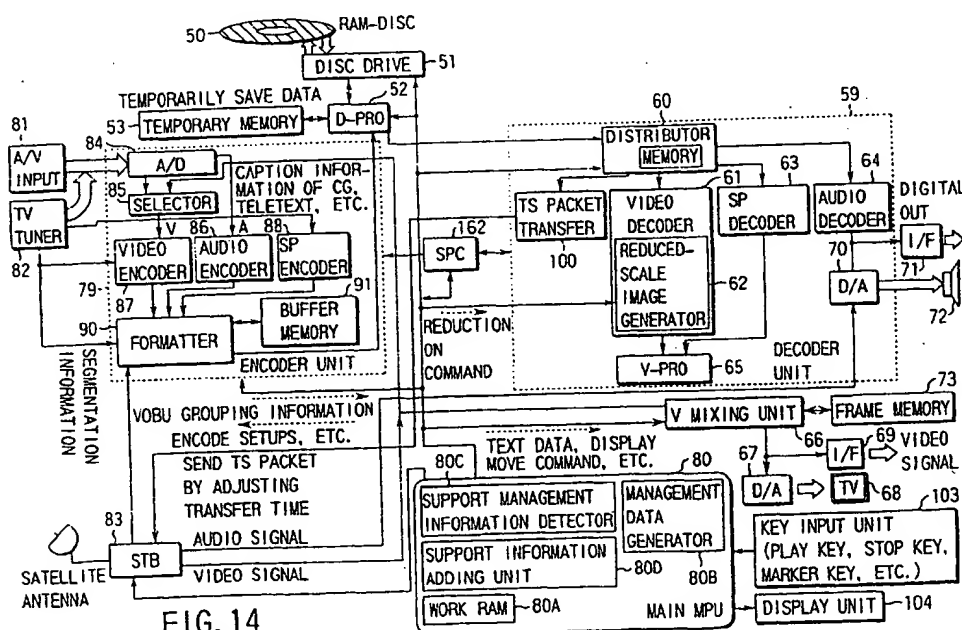 50
RAM-DISC
DISC DRIVE
51
TEMPORARILY SAVE DATA
52
53
TEMPORARY MEMORY
D-PRO
60
59
81
A/V
INPUT
84
A/D
DISTRIBUTOR
MEMORY
85
SELECTOR
CAPTION INFOR-
MATION OF CG,
TELETEXT, ETC.
61
63
64
TV
TUNER
82
V
86
A
88
162
TS PACKET
TRANSFER
100
VIDEO
DECODER
SP
DECODER
AUDIO
DECODER
DIGITAL
OUT
VIDEO
ENCODER
AUDIO
ENCODER
SP
ENCODER
SPC
REDUCED-
SCALE
IMAGE
GENERATOR
62
70
I/F
71
D/A
72
79
87
91
90
FORMATTER
BUFFER
MEMORY
REDUCTION
ON
COMMAND
ENCODER UNIT
V-PRO
65
DECODER
UNIT
SEGMENTATION
INFORMATION
VOBU GROUPING INFORMATION
ENCODE SETUPS, ETC.
SEND TS PACKET
BY ADJUSTING
TRANSFER TIME
TEXT DATA, DISPLAY
MOVE COMMAND, ETC.
73
V MIXING UNIT
FRAME MEMORY
66
69
I/F
VIDEO
SIGNAL
67
D/A
TV
68
80C
80
SUPPORT MANAGEMENT
INFORMATION DETECTOR
MANAGEMENT
DATA
GENERATOR
80B
103
KEY INPUT UNIT
(PLAY KEY, STOP KEY,
MARKER KEY, ETC.)
83
STB
AUDIO SIGNAL
VIDEO SIGNAL
SATELLITE
ANTENNA
SUPPORT INFORMATION
ADDING UNIT
80D
WORK RAM
80A
MAIN MPU
DISPLAY UNIT
104
FIG. 14